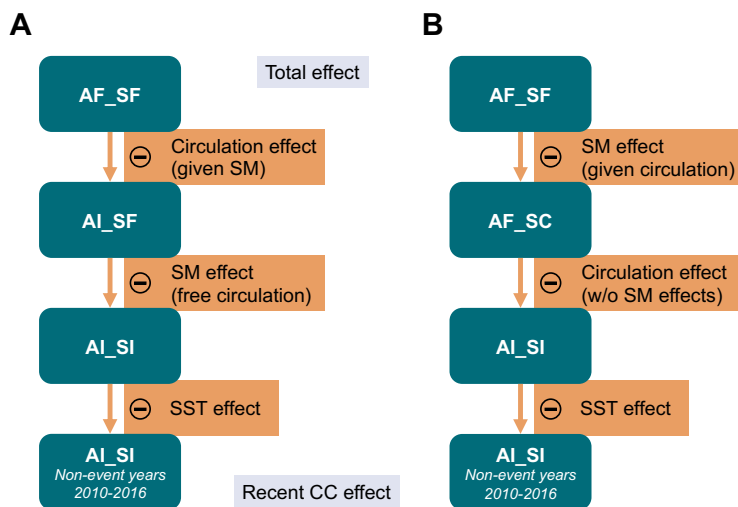 A
AF_SF
Total effect
Circulation effect
(given SM)
AI_SF
SM effect
(free circulation)
AI_SI
SST effect
AI_SI
Non-event years
2010-2016
Recent CC effect
B
AF_SF
SM effect
(given circulation)
AF_SC
Circulation effect
(w/o SM effects)
AI_SI
SST effect
AI_SI
Non-event years
2010-2016